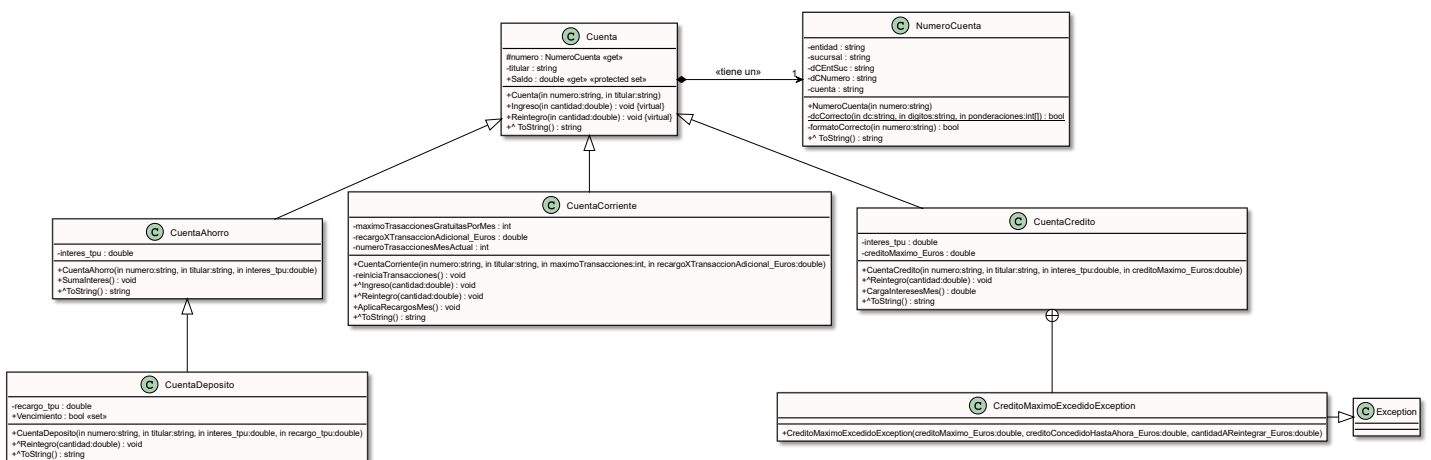 C Cuenta
#numero : NumeroCuenta «get»
-titular : string
+Saldo : double «get» «protected set»
+Cuenta(in numero:string, in titular:string)
+Ingreso(in cantidad:double) : void {virtual}
+Reintegro(in cantidad:double) : void {virtual}
+^ ToString() : string
«tiene un» 1
C NumeroCuenta
-entidad : string
-sucursal : string
-dCEntSuc : string
-dCNumero : string
-cuenta : string
+NumeroCuenta(in numero:string)
-dcCorrecto(in dc:string, in digitos:string, in ponderaciones:int[]) : bool
-formatoCorrecto(in numero:string) : bool
+^ ToString() : string
C CuentaAhorro
-interes_tpu : double
+CuentaAhorro(in numero:string, in titular:string, in interes_tpu:double)
+SumaInteres() : void
+^ToString() : string
C CuentaCorriente
-maximoTrasaccionesGratuitasPorMes : int
-recargoXTransaccionAdicional_Euros : double
-numeroTrasaccionesMesActual : int
+CuentaCorriente(in numero:string, in titular:string, in maximoTransacciones:int, in recargoXTransaccionAdicional_Euros:double)
-reiniciaTransacciones() : void
+^Ingreso(cantidad:double) : void
+^Reintegro(cantidad:double) : void
+AplicaRecargosMes() : void
+^ToString() : string
C CuentaCredito
-interes_tpu : double
-creditoMaximo_Euros : double
+CuentaCredito(in numero:string, in titular:string, in interes_tpu:double, in creditoMaximo_Euros:double)
+^Reintegro(cantidad:double) : void
+CargaInteresesMes() : double
+^ToString() : string
C CuentaDeposito
-recargo_tpu : double
+Vencimiento : bool «set»
+CuentaDeposito(in numero:string, in titular:string, in interes_tpu:double, in recargo_tpu:double)
+^Reintegro(cantidad:double) : void
+^ToString() : string
C CreditoMaximoExcedidoException
+CreditoMaximoExcedidoException(creditoMaximo_Euros:double, creditoConcedidoHastaAhora_Euros:double, cantidadAReintegrar_Euros:double)
C Exception